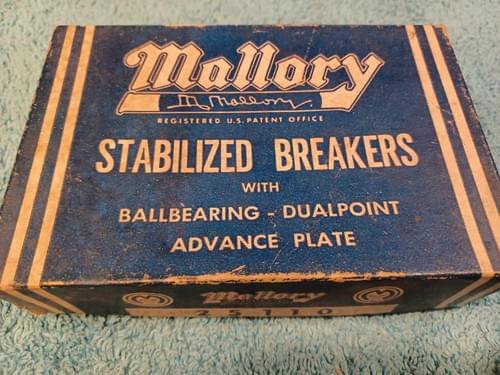 Mallory
M Mallory
REGISTERED U.S. PATENT OFFICE
STABILIZED BREAKERS
WITH
BALLBEARING - DUALPOINT
ADVANCE PLATE
Mallory
25110